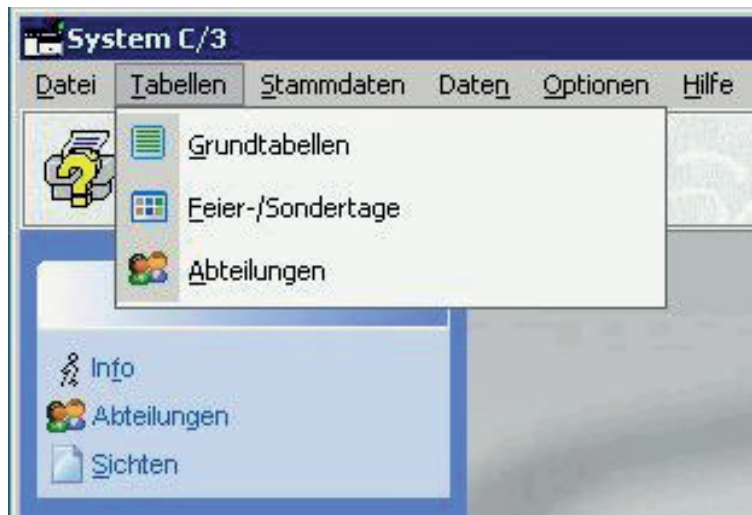 System C/3
Datei Tabellen Stammdaten Daten Optionen Hilfe
Grundtabellen
Feier-/Sondertage
Abteilungen
Info
Abteilungen
Sichten